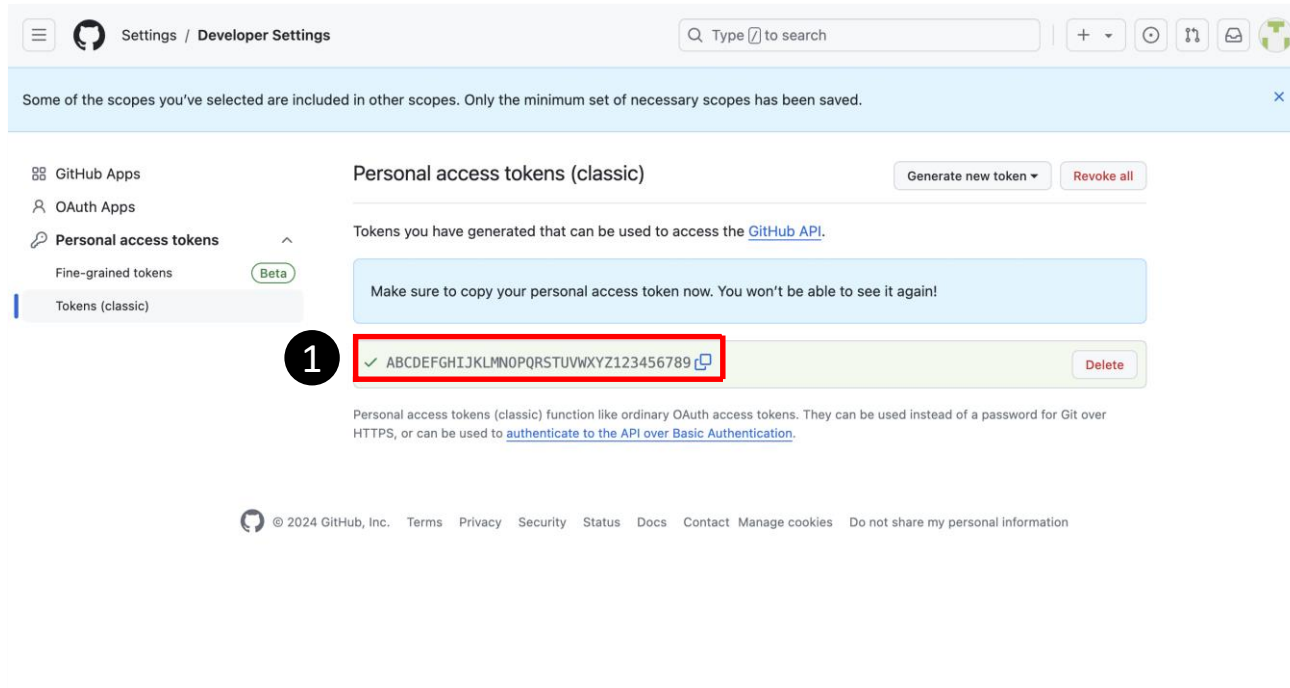 Settings / Developer Settings
Type / to search
Some of the scopes you’ve selected are included in other scopes. Only the minimum set of necessary scopes has been saved.
GitHub Apps
OAuth Apps
Personal access tokens
Fine-grained tokens Beta
Tokens (classic)
Personal access tokens (classic)
Generate new token
Revoke all
Tokens you have generated that can be used to access the GitHub API.
Make sure to copy your personal access token now. You won’t be able to see it again!
1
ABCDEFGHIJKLMNOPQRSTUVWXYZ123456789
Delete
Personal access tokens (classic) function like ordinary OAuth access tokens. They can be used instead of a password for Git over
HTTPS, or can be used to authenticate to the API over Basic Authentication.
© 2024 GitHub, Inc. Terms Privacy Security Status Docs Contact Manage cookies Do not share my personal information